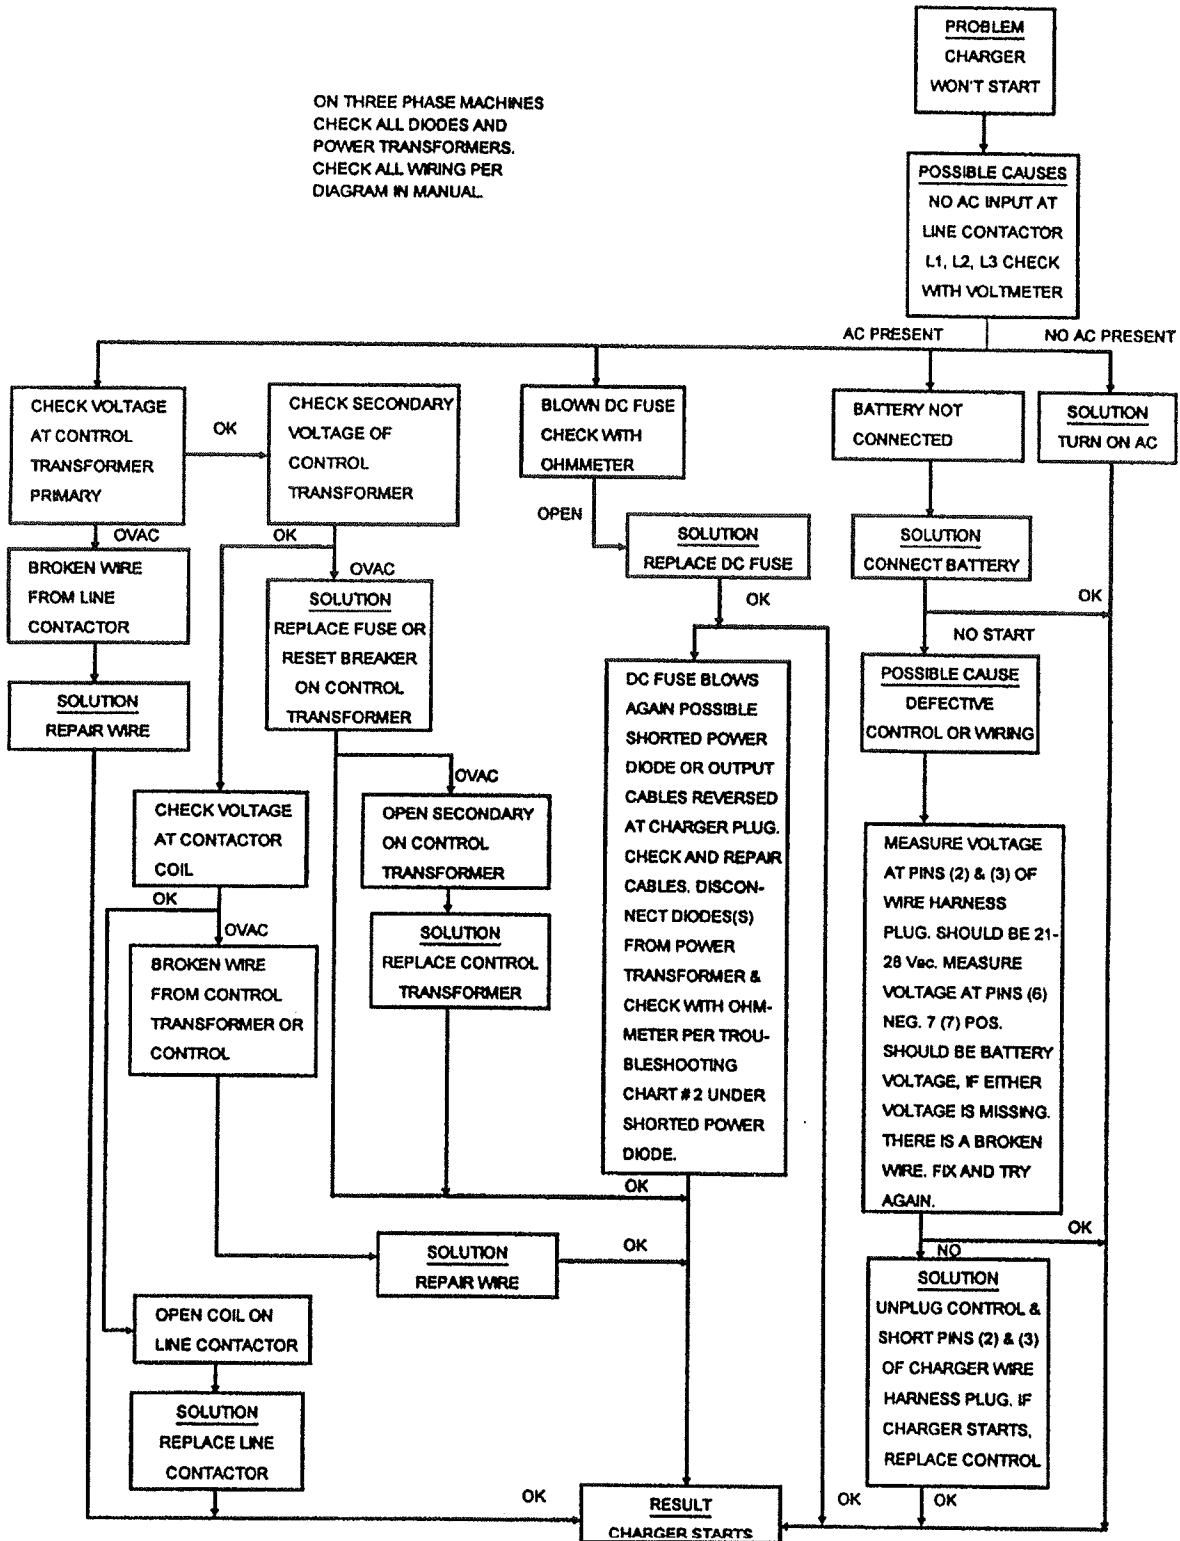 PROBLEM
CHARGER
WON'T START
ON THREE PHASE MACHINES
CHECK ALL DIODES AND
POWER TRANSFORMERS.
CHECK ALL WIRING PER
DIAGRAM IN MANUAL.
POSSIBLE CAUSES
NO AC INPUT AT
LINE CONTACTOR
L1, L2, L3 CHECK
WITH VOLTMETER
AC PRESENT
NO AC PRESENT
CHECK VOLTAGE
AT CONTROL
TRANSFORMER
PRIMARY
OK
CHECK SECONDARY
VOLTAGE OF
CONTROL
TRANSFORMER
BLOWN DC FUSE
CHECK WITH
OHMMETER
BATTERY NOT
CONNECTED
SOLUTION
TURN ON AC
OVAC
OK
OVAC
OPEN
BROKEN WIRE
FROM LINE
CONTACTOR
SOLUTION
REPLACE DC FUSE
SOLUTION
CONNECT BATTERY
SOLUTION
REPLACE FUSE OR
RESET BREAKER
ON CONTROL
TRANSFORMER
OK
OK
NO START
SOLUTION
REPAIR WIRE
DC FUSE BLOWS
AGAIN POSSIBLE
SHORTED POWER
DIODE OR OUTPUT
CABLES REVERSED
AT CHARGER PLUG.
CHECK AND REPAIR
CABLES. DISCON-
NECT DIODES(S)
FROM POWER
TRANSFORMER &
CHECK WITH OHM-
METER PER TROU-
BLESHOOTING
CHART # 2 UNDER
SHORTED POWER
DIODE.
POSSIBLE CAUSE
DEFECTIVE
CONTROL OR WIRING
OVAC
CHECK VOLTAGE
AT CONTACTOR
COIL
OPEN SECONDARY
ON CONTROL
TRANSFORMER
MEASURE VOLTAGE
AT PINS (2) & (3) OF
WIRE HARNESS
PLUG. SHOULD BE 21-
28 Vac. MEASURE
VOLTAGE AT PINS (6)
NEG. 7 (7) POS.
SHOULD BE BATTERY
VOLTAGE, IF EITHER
VOLTAGE IS MISSING.
THERE IS A BROKEN
WIRE. FIX AND TRY
AGAIN.
OK
OVAC
BROKEN WIRE
FROM CONTROL
TRANSFORMER OR
CONTROL
SOLUTION
REPLACE CONTROL
TRANSFORMER
OK
OK
NO
SOLUTION
REPAIR WIRE
OK
SOLUTION
UNPLUG CONTROL &
SHORT PINS (2) & (3)
OF CHARGER WIRE
HARNESS PLUG. IF
CHARGER STARTS,
REPLACE CONTROL
OPEN COIL ON
LINE CONTACTOR
SOLUTION
REPLACE LINE
CONTACTOR
OK
RESULT
CHARGER STARTS
OK
OK